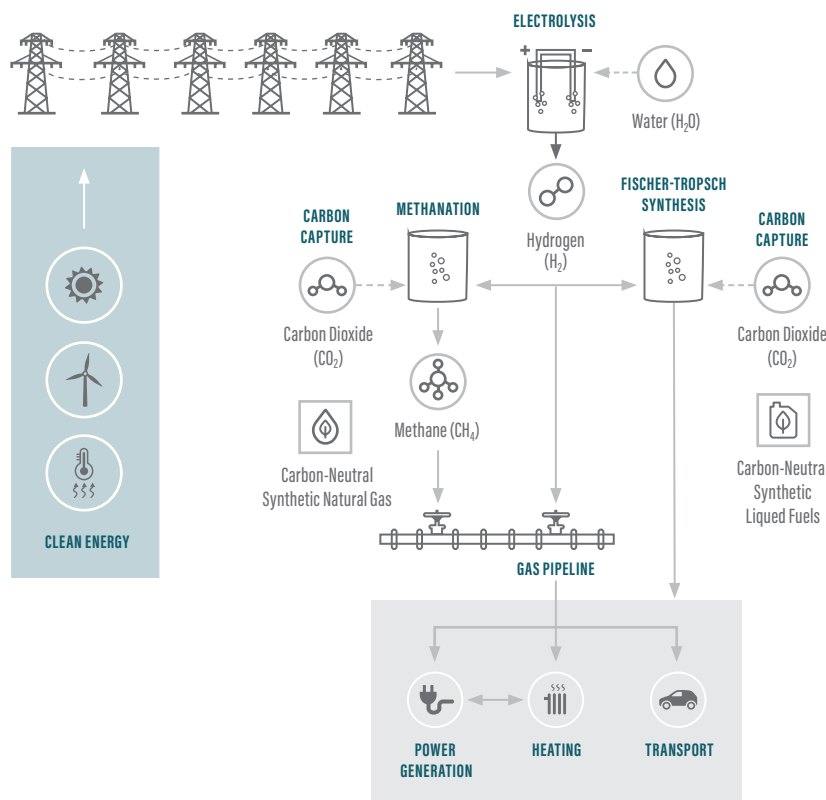 ELECTROLYSIS
+ −
Water (H₂O)
FISCHER-TROPSCH
SYNTHESIS
METHANATION
CARBON
CAPTURE
CARBON
CAPTURE
Hydrogen
(H₂)
Carbon Dioxide
(CO₂)
Carbon Dioxide
(CO₂)
Methane (CH₄)
Carbon-Neutral
Synthetic Natural Gas
Carbon-Neutra
Synthetic
Liqued Fuels
CLEAN ENERGY
GAS PIPELINE
POWER
GENERATION
HEATING
TRANSPORT